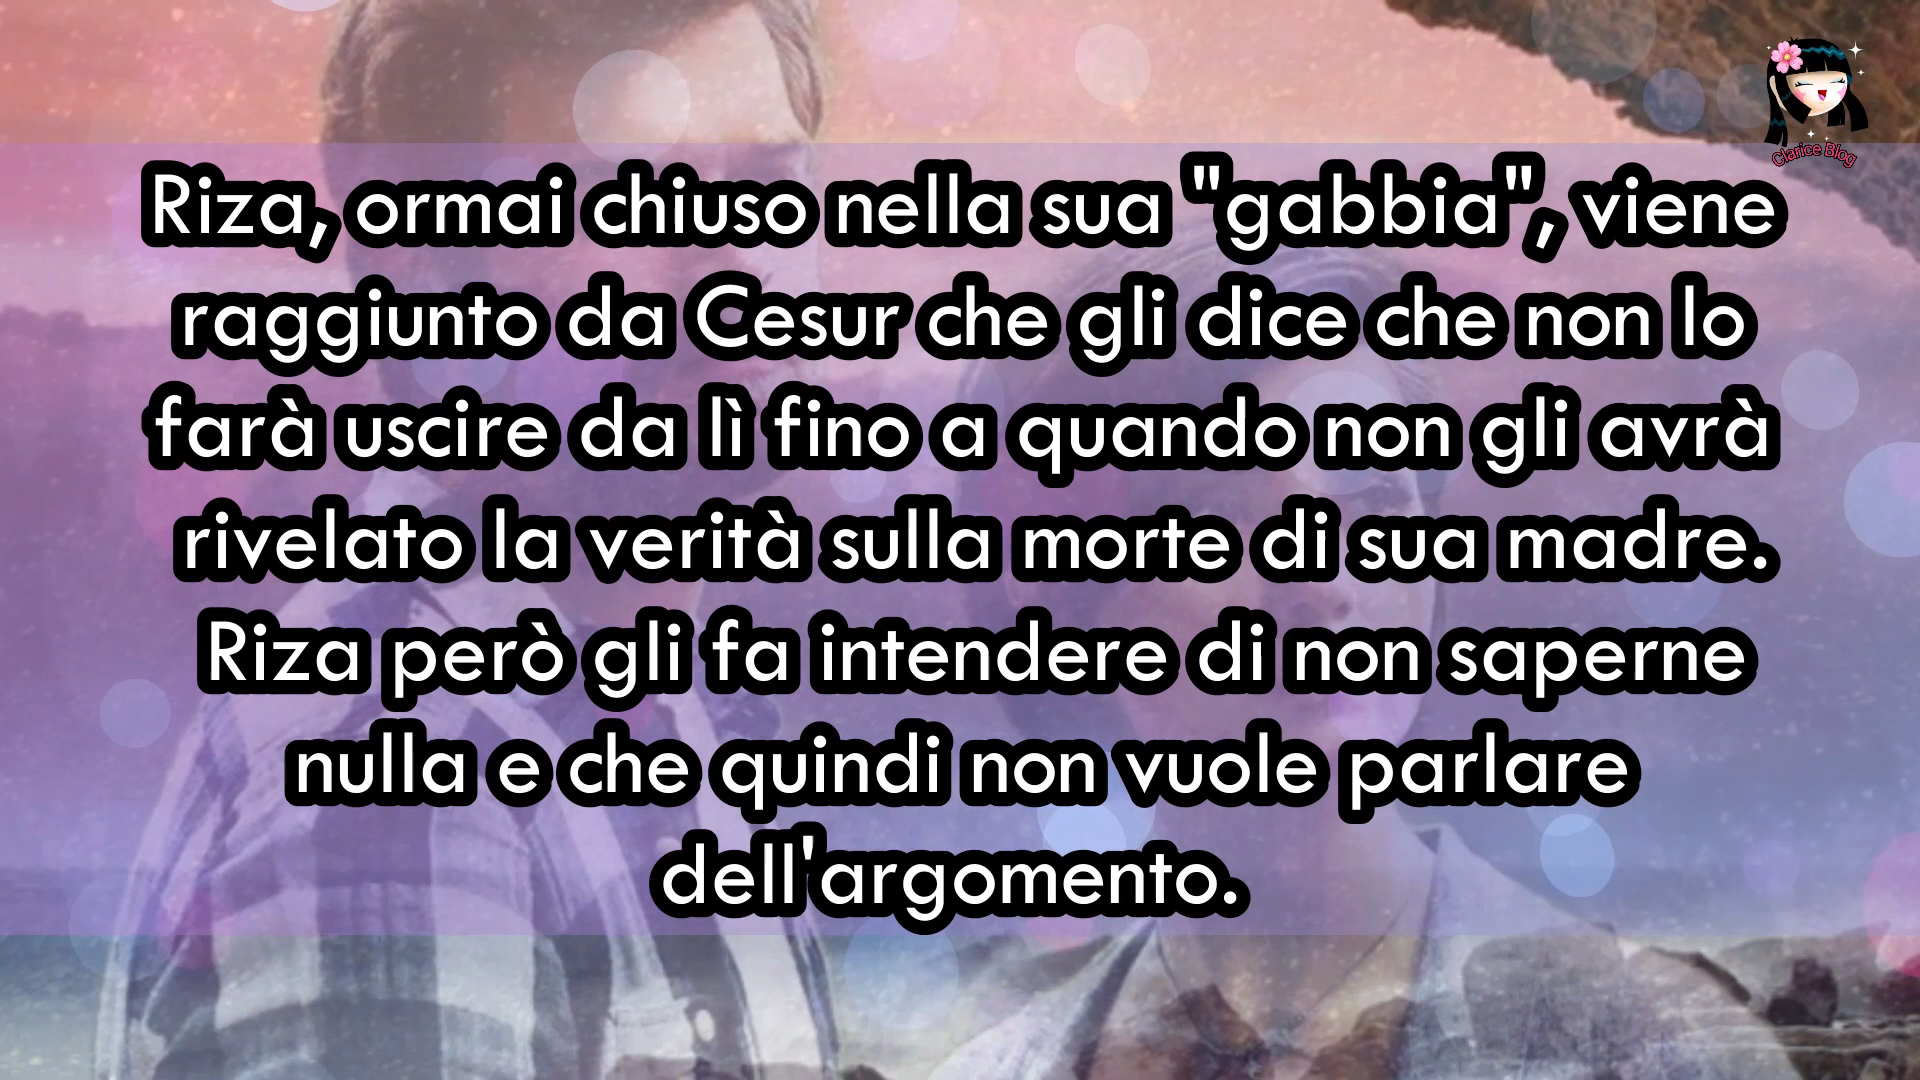 Clarice Blog
Riza, ormai chiuso nella sua "gabbia", viene
raggiunto da Cesur che gli dice che non lo
farà uscire da lì fino a quando non gli avrà
rivelato la verità sulla morte di sua madre.
Riza però gli fa intendere di non saperne
nulla e che quindi non vuole parlare
dell'argomento.